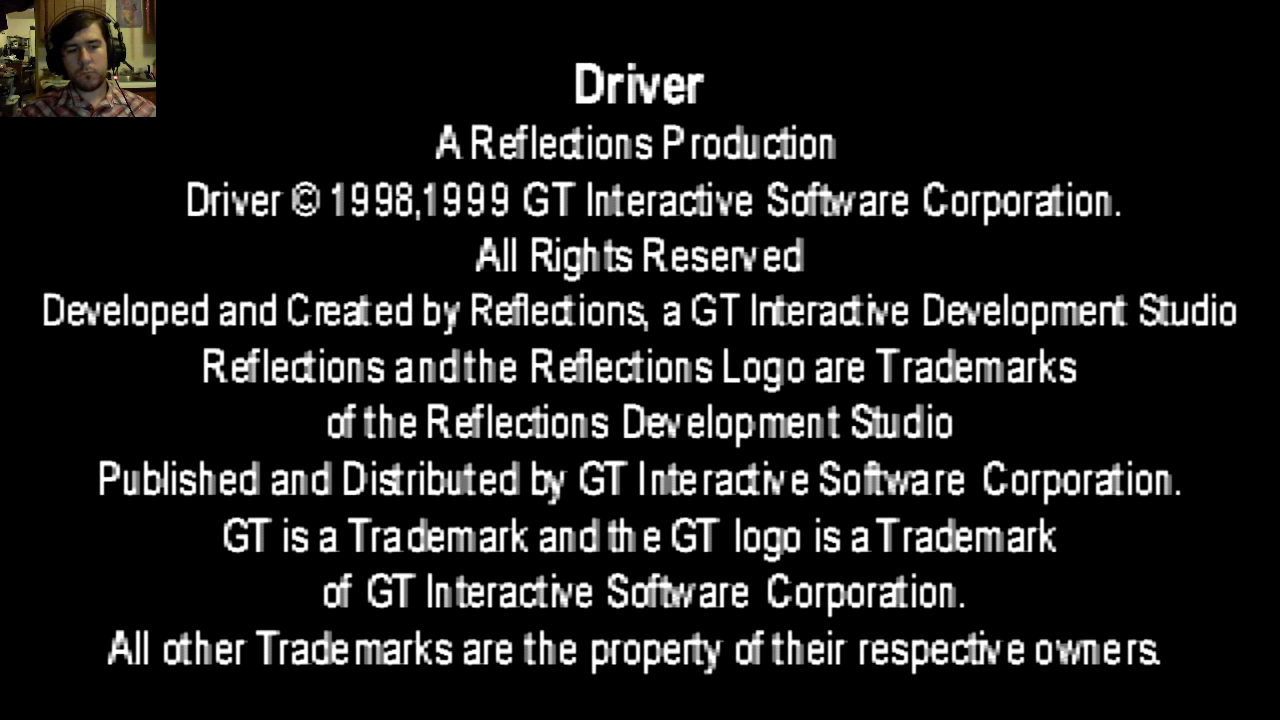 Driver
A Reflections Production
Driver © 1998,1999 GT Interactive Software Corporation.
All Rights Reserved
Developed and Created by Reflections, a GT Interactive Development Studio
Reflections and the Reflections Logo are Trademarks
of the Reflections Development Studio
Published and Distributed by GT Interactive Software Corporation.
GT is a Trademark and the GT logo is a Trademark
of GT Interactive Software Corporation.
All other Trademarks are the property of their respective owners.